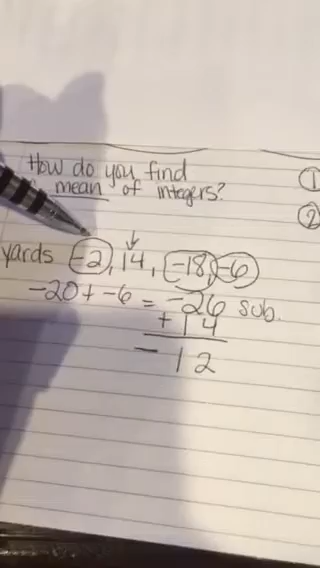 How do you find
mean of integers?
①
②
yards -2, 14, -18, -6
-20 + -6 = -26 sub.
+ 14
- 12